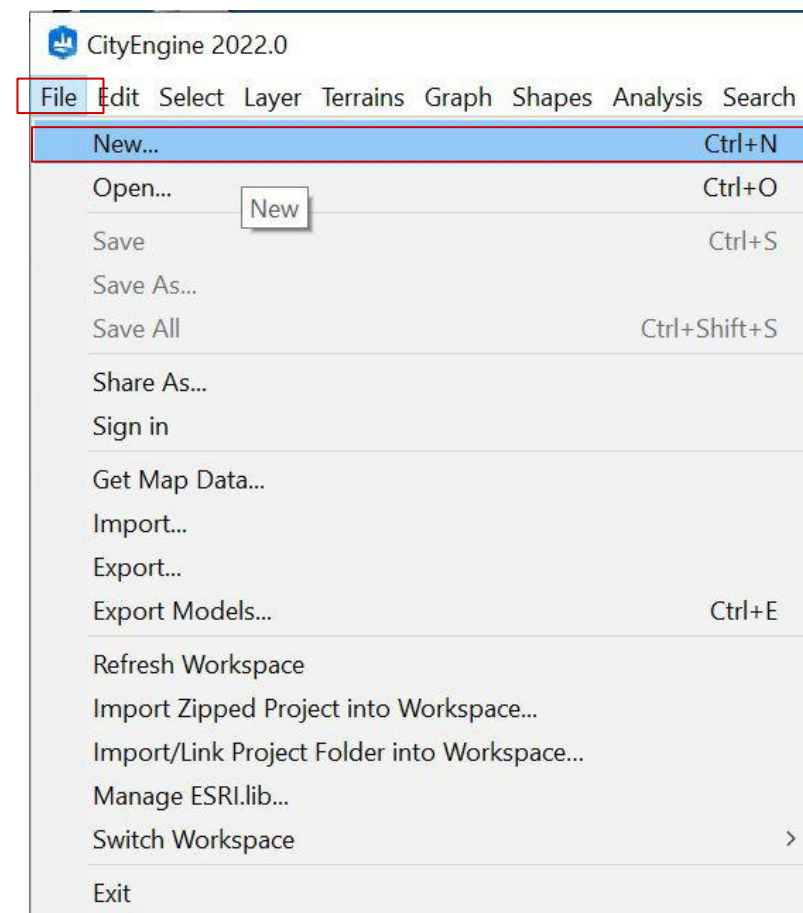 CityEngine 2022.0
File Edit Select Layer Terrains Graph Shapes Analysis Search
New... Ctrl+N
Open... Ctrl+O
New
Save Ctrl+S
Save As...
Save All Ctrl+Shift+S
Share As...
Sign in
Get Map Data...
Import...
Export...
Export Models... Ctrl+E
Refresh Workspace
Import Zipped Project into Workspace...
Import/Link Project Folder into Workspace...
Manage ESRI.lib...
Switch Workspace >
Exit